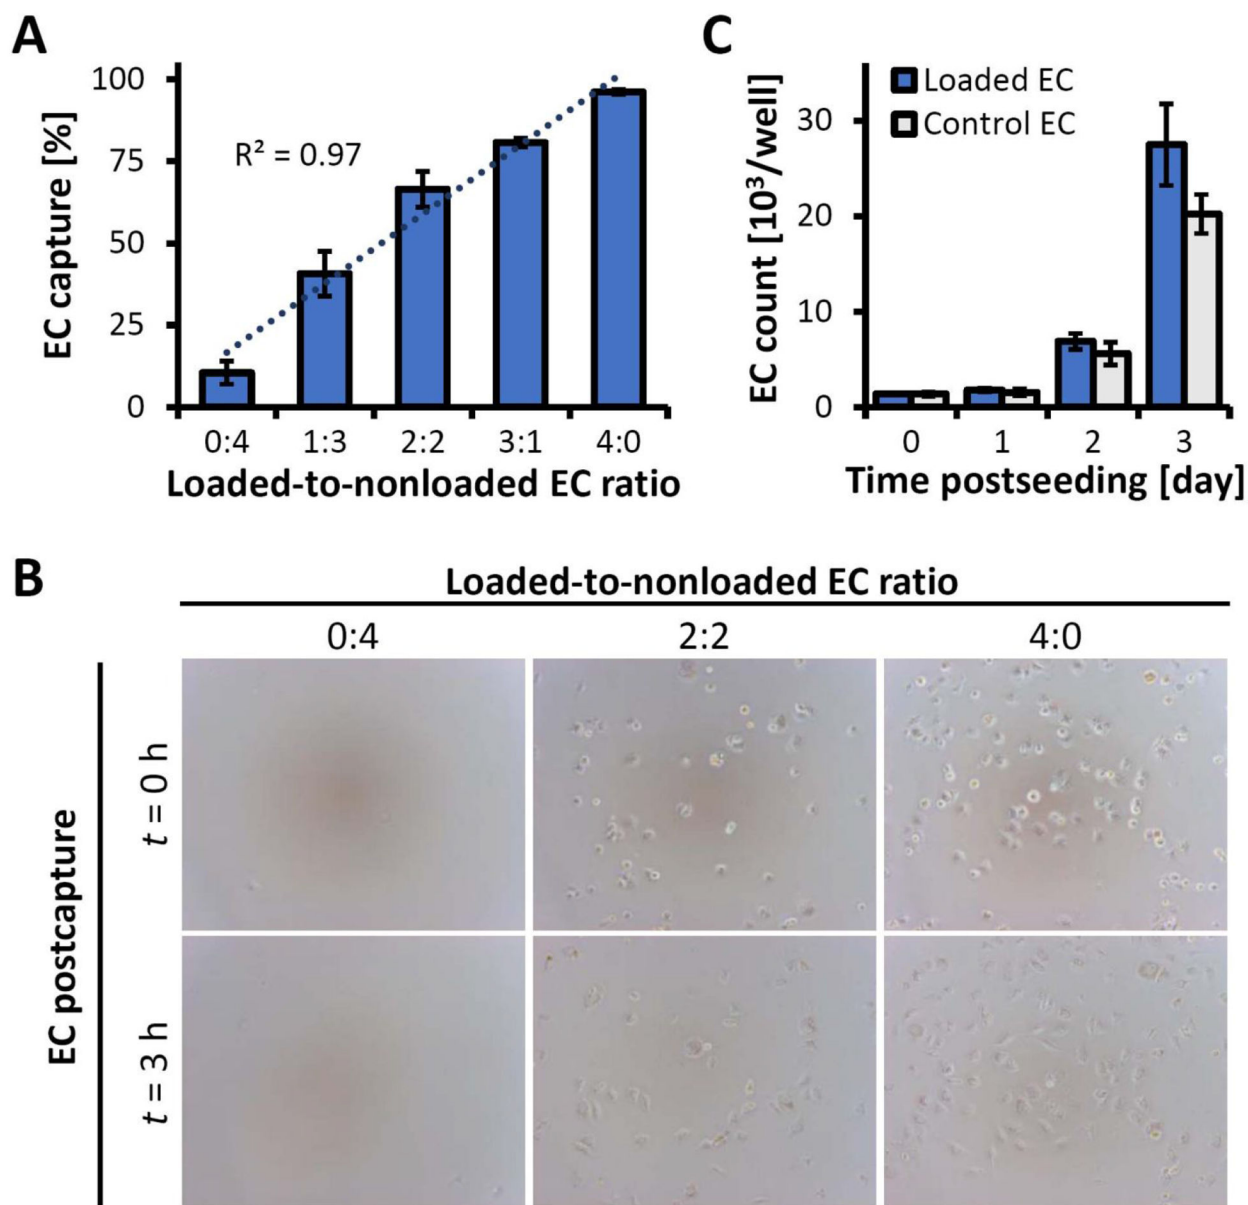 A
EC capture [%]
100
75
50
25
0
R² = 0.97
0:4 1:3 2:2 3:1 4:0
Loaded-to-nonloaded EC ratio
C
EC count [10³/well]
30
20
10
0
Loaded EC
Control EC
0 1 2 3
Time postseeding [day]
B
Loaded-to-nonloaded EC ratio
0:4 2:2 4:0
EC postcapture
t = 0 h
t = 3 h